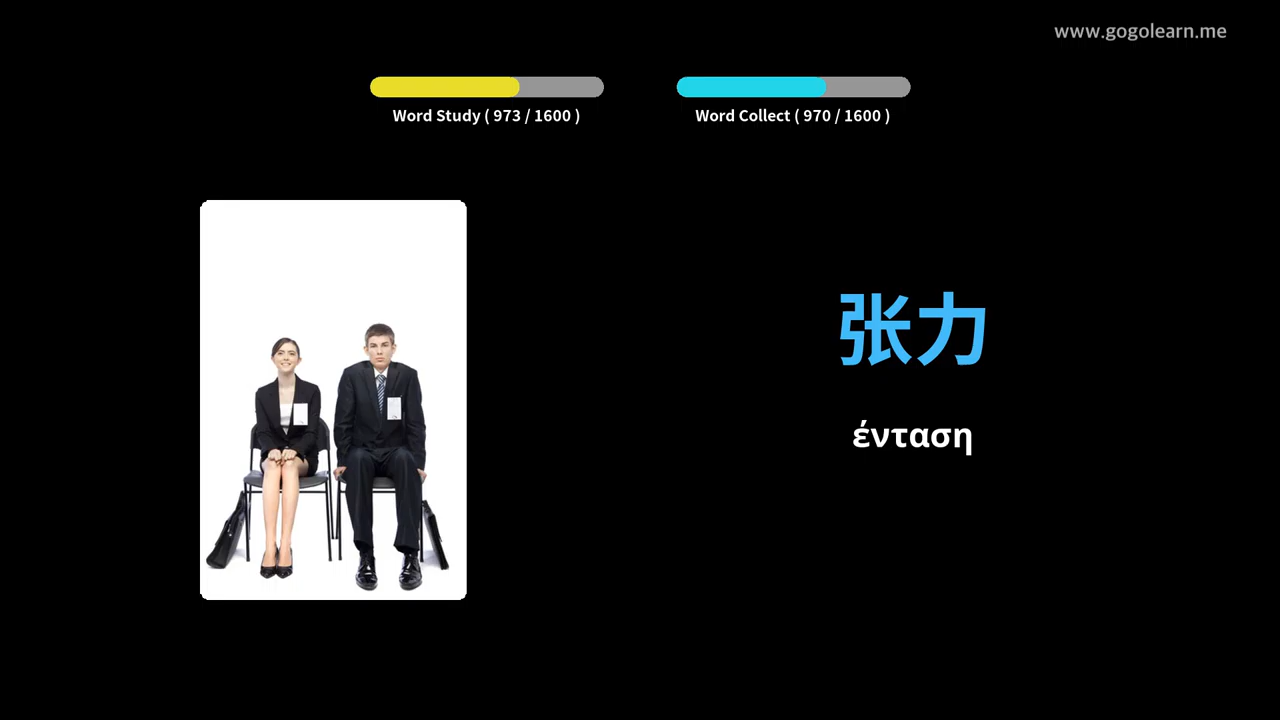 www.gogolearn.me
Word Study ( 973 / 1600 )
Word Collect ( 970 / 1600 )
张力
ένταση